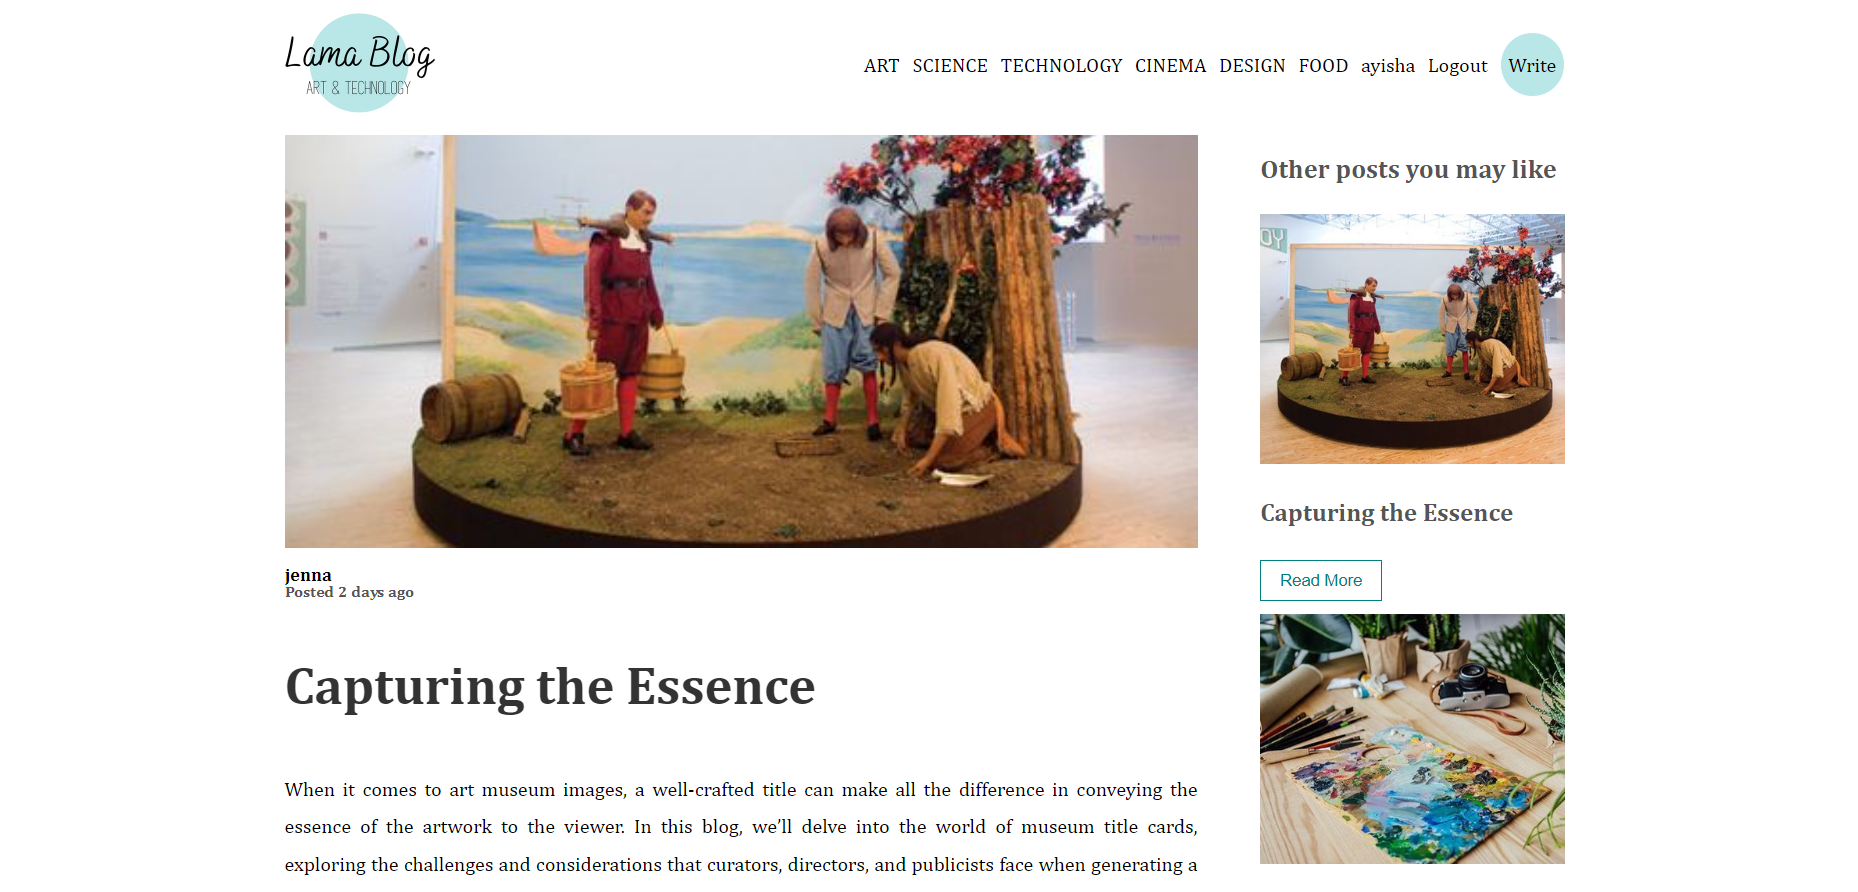 Lama Blog
ART & TECHNOLOGY
ART SCIENCE TECHNOLOGY CINEMA DESIGN FOOD ayisha Logout Write
jenna
Posted 2 days ago
Capturing the Essence
When it comes to art museum images, a well-crafted title can make all the difference in conveying the
essence of the artwork to the viewer. In this blog, we’ll delve into the world of museum title cards,
exploring the challenges and considerations that curators, directors, and publicists face when generating a
Other posts you may like
OY
Capturing the Essence
Read More